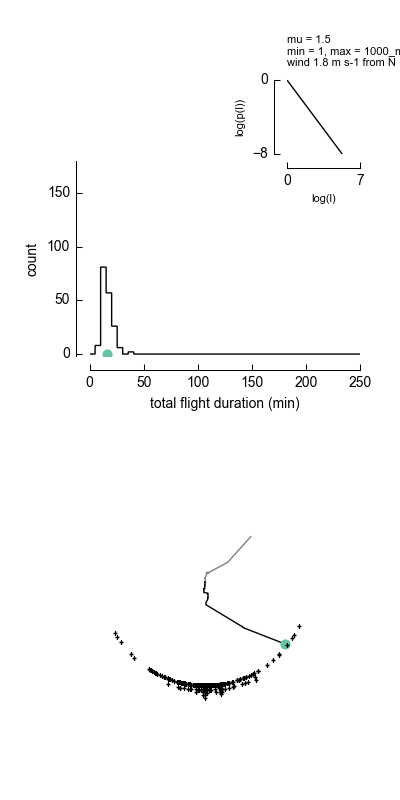 mu = 1.5
min = 1, max = 1000_m
wind 1.8 m s-1 from N
0
log(p(l))
−8
0 7
log(l)
150
100
count
50
0
0 50 100 150 200 250
total flight duration (min)